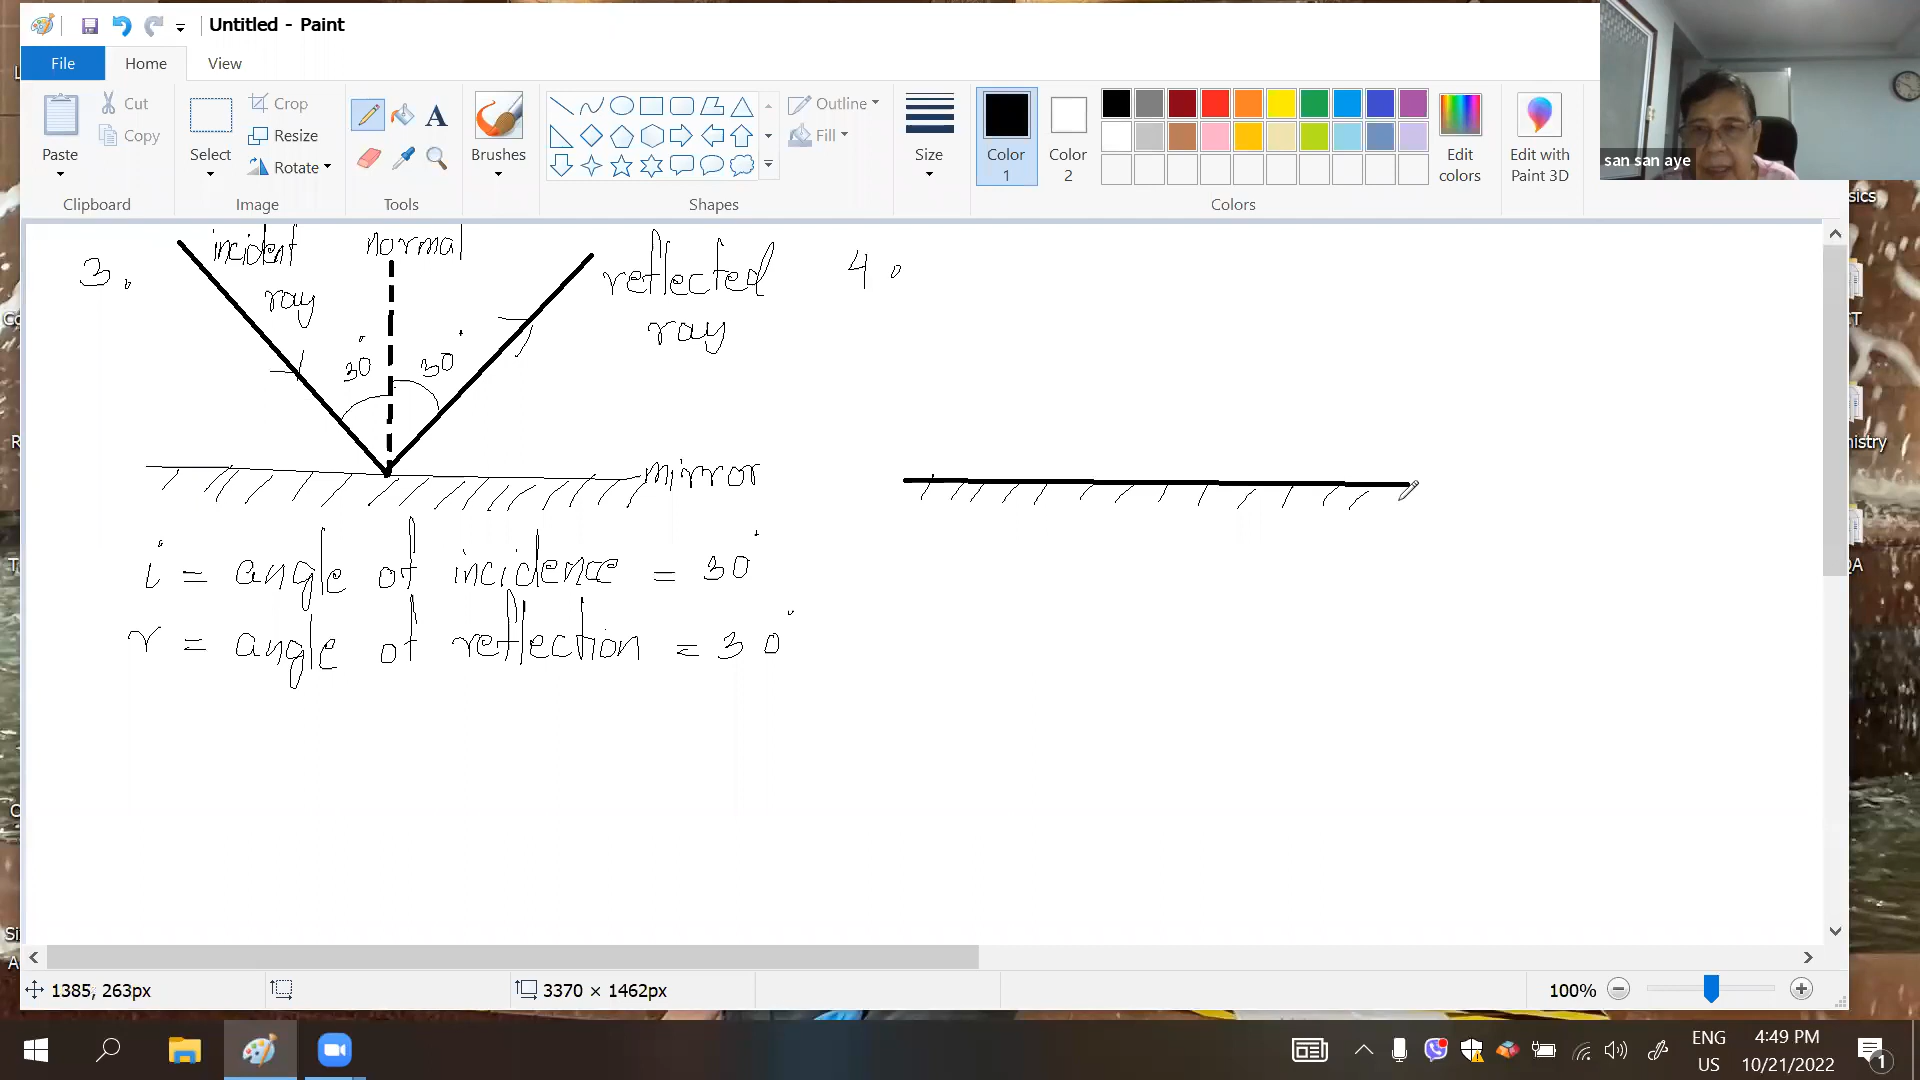 Untitled - Paint
File
Home
View
Cut
Copy
Paste
Clipboard
Crop
Resize
Select
Rotate
Image
Tools
Brushes
Shapes
Outline
Fill
Size
Color 1
Color 2
Edit colors
Edit with Paint 3D
Colors
san san aye
3.
incident ray
normal
reflected ray
30°
30°
mirror
i = angle of incidence = 30°
r = angle of reflection = 30°
4.
1385, 263px
3370 × 1462px
100%
ENG
US
4:49 PM
10/21/2022
1